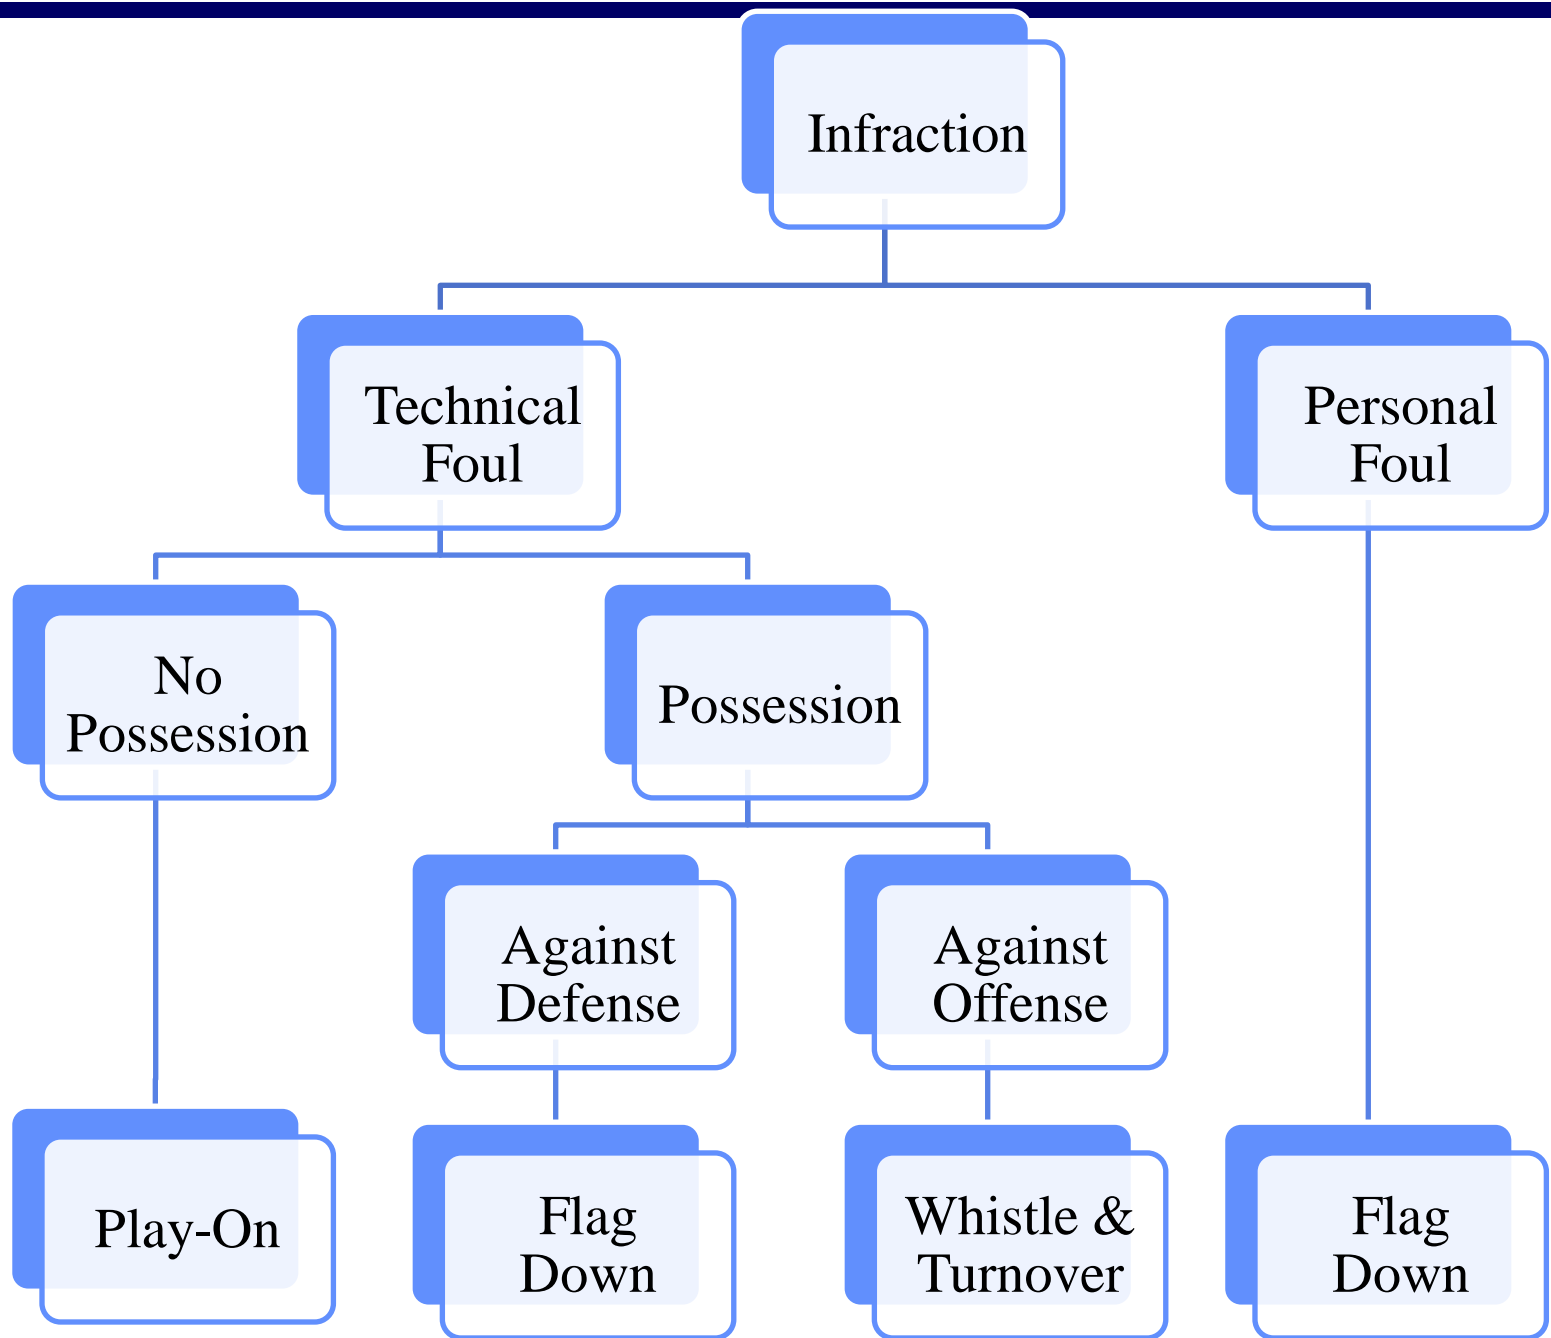 Infraction
Technical
Foul
Personal
Foul
No
Possession
Possession
Against
Defense
Against
Offense
Play-On
Flag
Down
Whistle &
Turnover
Flag
Down